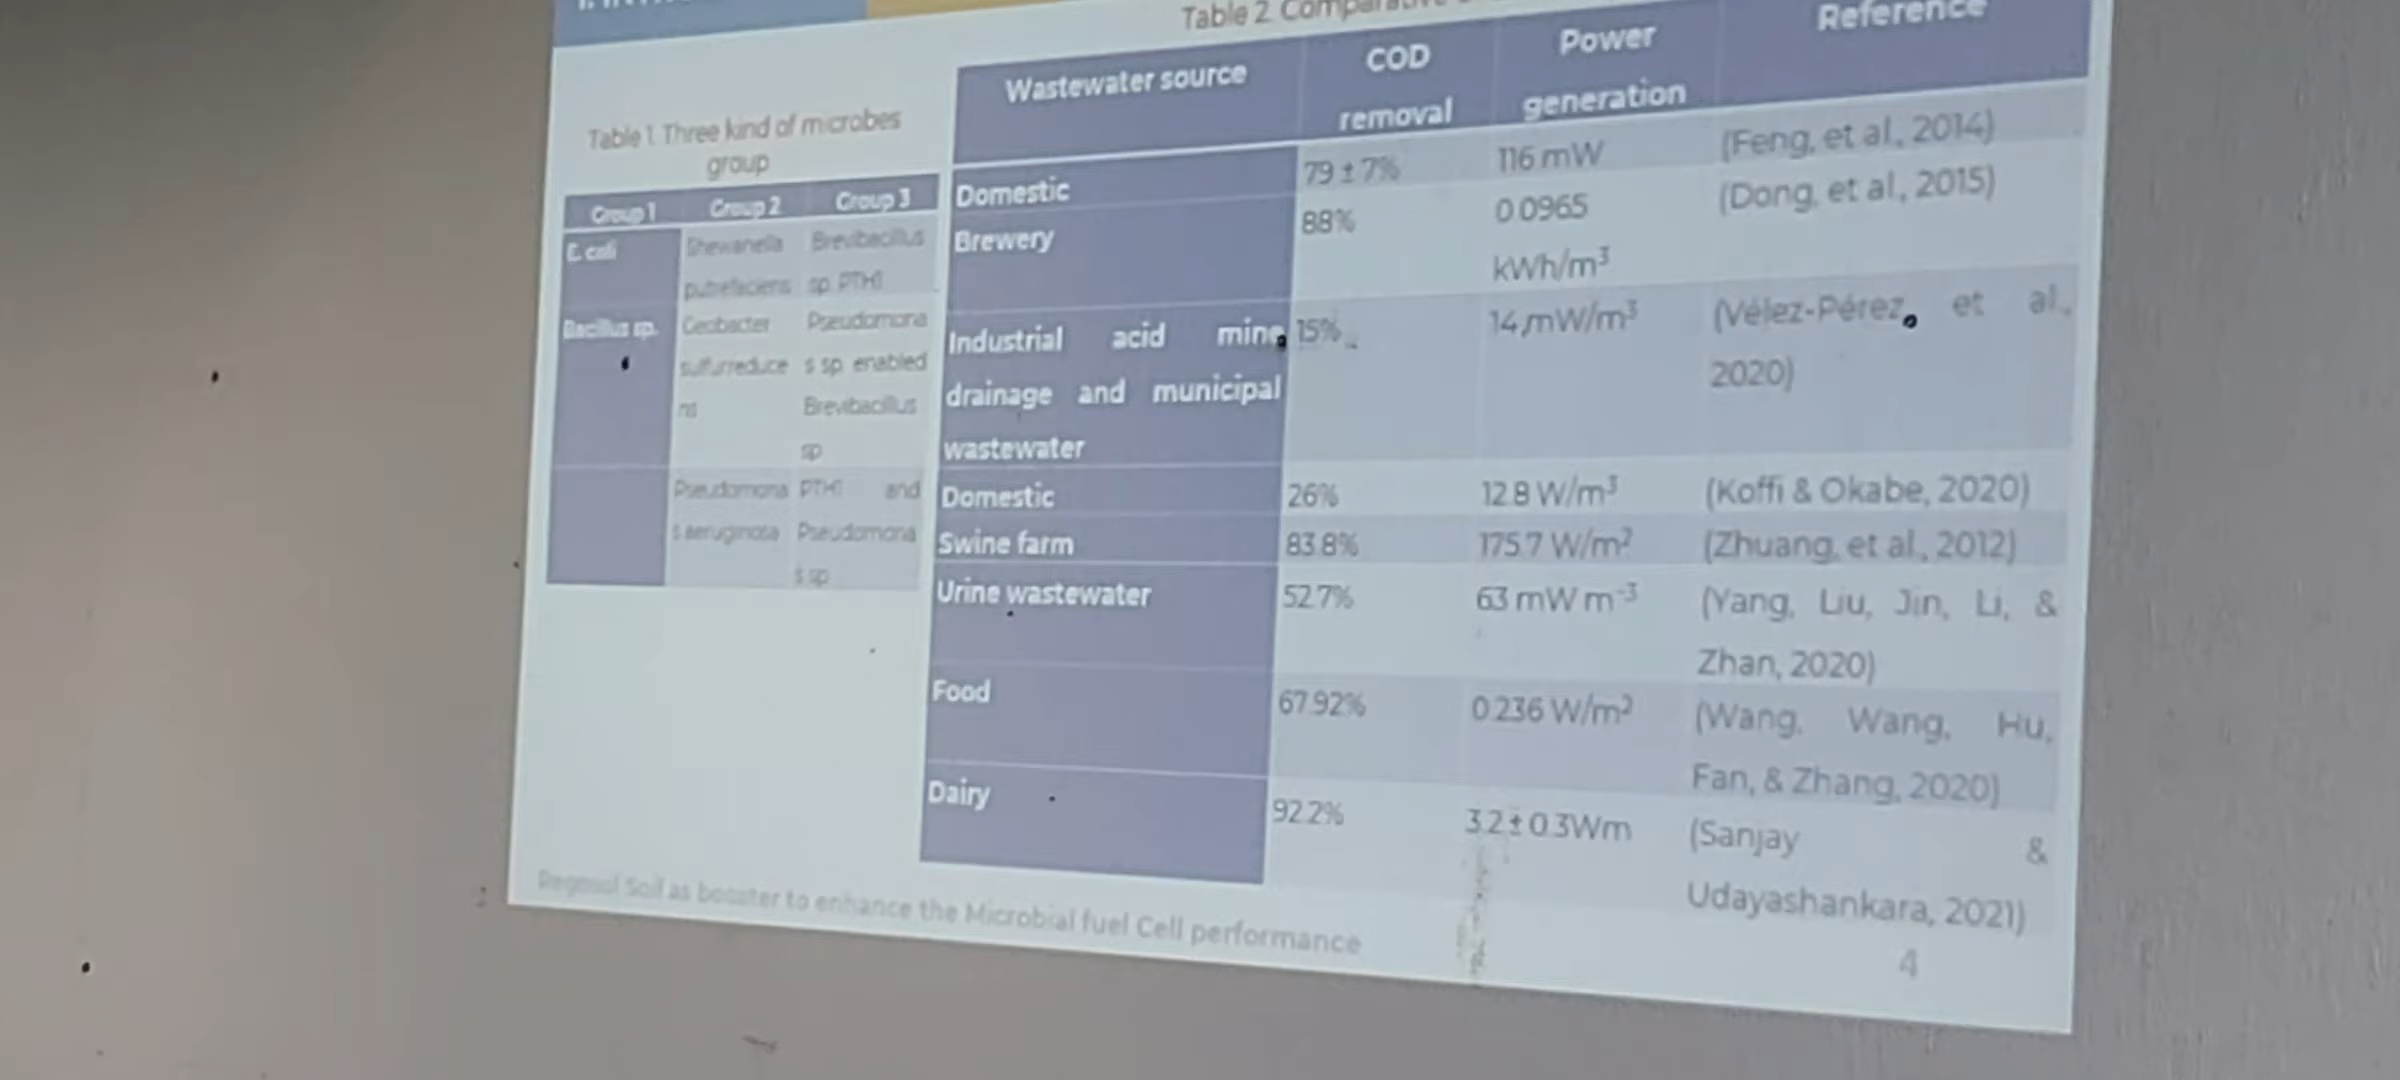 Table 2. Comparative
Table 1. Three kind of microbes
group
Group 1 Group 2 Group 3
E. coli Shewanella Brevibacillus
putrefaciens sp. PTH1
Bacillus sp. Geobacter Pseudomona
sulfurreduce s sp. enabled
ns Brevibacillus
sp
Pseudomona PTH1 and
s aeruginosa Pseudomona
s sp
Wastewater source COD Power Reference
removal generation
Domestic 79 ± 7% 116 mW (Feng, et al., 2014)
Brewery 88% 0.0965 (Dong, et al., 2015)
kWh/m³
Industrial acid mine 15% 14 mW/m³ (Vélez-Pérez, et al.,
drainage and municipal 2020)
wastewater
Domestic 26% 12.8 W/m³ (Koffi & Okabe, 2020)
Swine farm 83.8% 175.7 W/m² (Zhuang, et al., 2012)
Urine wastewater 52.7% 63 mW m⁻³ (Yang, Liu, Jin, Li, &
Zhan, 2020)
Food 67.92% 0.236 W/m² (Wang, Wang, Hu,
Fan, & Zhang, 2020)
Dairy 92.2% 3.2 ± 0.3Wm (Sanjay &
Udayashankara, 2021)
Regosol Soil as booster to enhance the Microbial fuel Cell performance
4